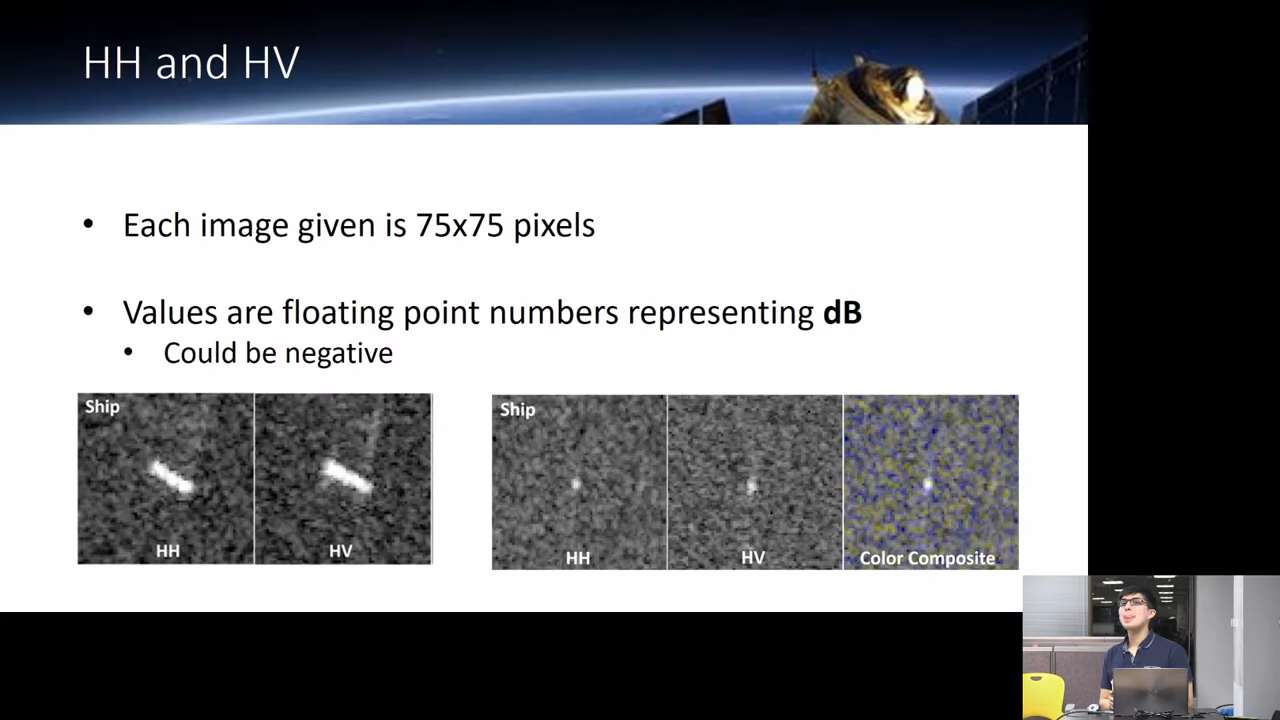 HH and HV
• Each image given is 75x75 pixels
• Values are floating point numbers representing dB
• Could be negative
Ship
HH
HV
Ship
HH
HV
Color Composite